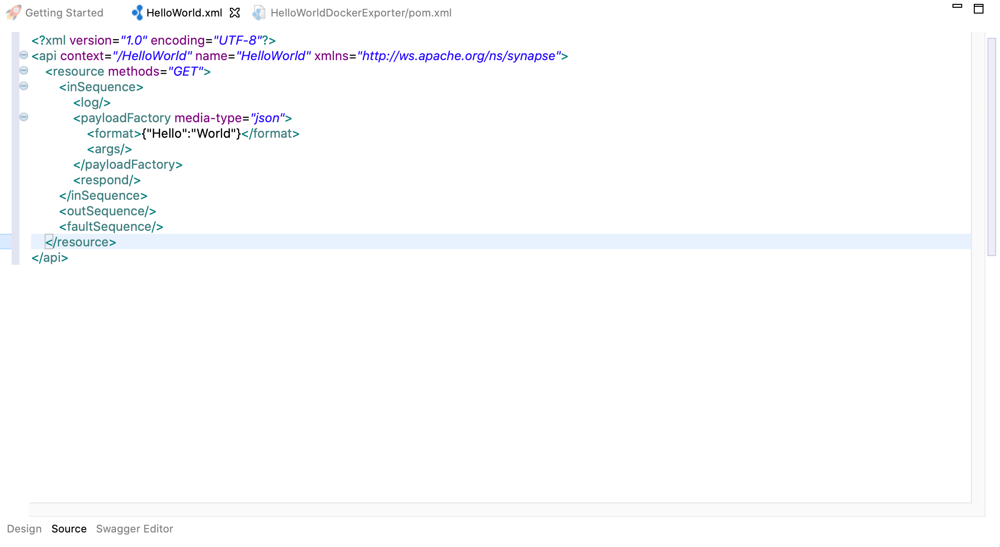 Getting Started HelloWorld.xml HelloWorldDockerExporter/pom.xml
<?xml version="1.0" encoding="UTF-8"?>
<api context="/HelloWorld" name="HelloWorld" xmlns="http://ws.apache.org/ns/synapse">
<resource methods="GET">
<inSequence>
<log/>
<payloadFactory media-type="json">
<format>{"Hello":"World"}</format>
<args/>
</payloadFactory>
<respond/>
</inSequence>
<outSequence/>
<faultSequence/>
</resource>
</api>
Design Source Swagger Editor